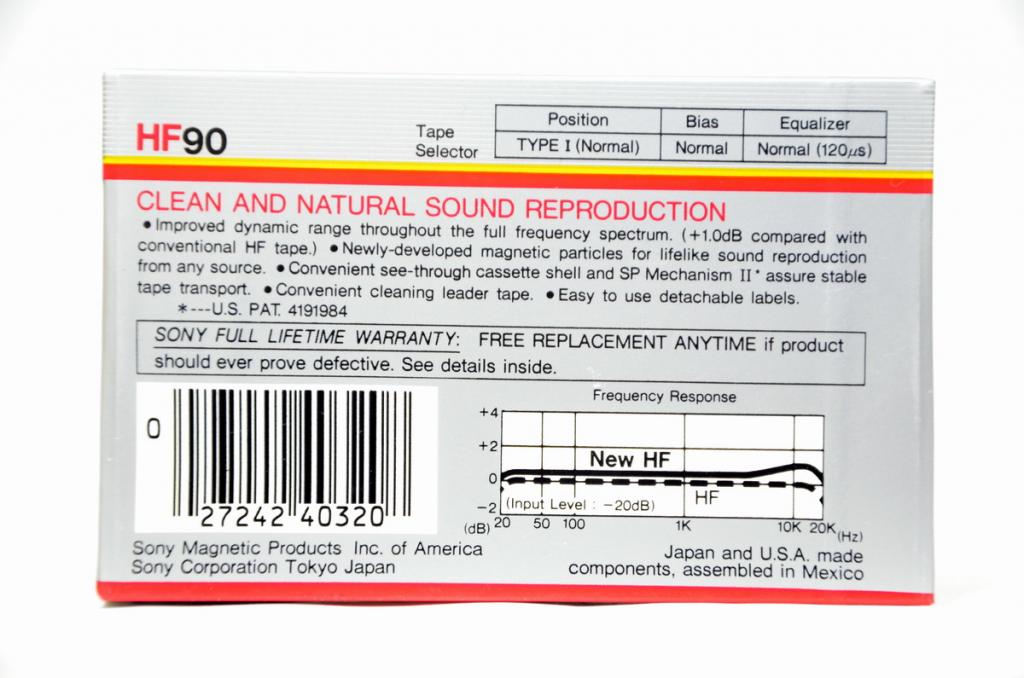 HF90
Tape Selector
Position Bias Equalizer
TYPE I (Normal) Normal Normal (120μs)
CLEAN AND NATURAL SOUND REPRODUCTION
•Improved dynamic range throughout the full frequency spectrum. (+1.0dB compared with
conventional HF tape.) •Newly-developed magnetic particles for lifelike sound reproduction
from any source. •Convenient see-through cassette shell and SP Mechanism II* assure stable
tape transport. •Convenient cleaning leader tape. •Easy to use detachable labels.
*---U.S. PAT. 4191984
SONY FULL LIFETIME WARRANTY: FREE REPLACEMENT ANYTIME if product
should ever prove defective. See details inside.
Frequency Response
+4
+2
0
-2
(dB)
New HF
HF
(Input Level : -20dB)
20 50 100 1K 10K 20K (Hz)
0 27242 40320
Sony Magnetic Products Inc. of America
Sony Corporation Tokyo Japan
Japan and U.S.A. made
components, assembled in Mexico